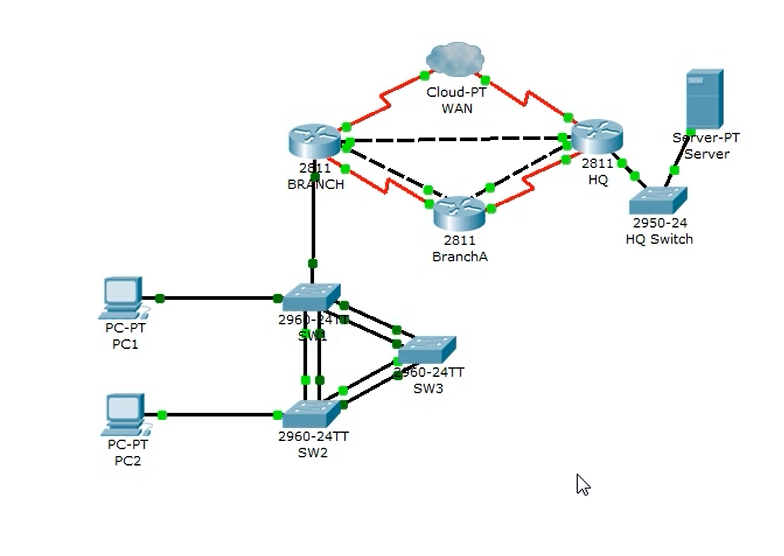 Cloud-PT
WAN
Server-PT
Server
2811
BRANCH
2811
HQ
2950-24
HQ Switch
2811
BranchA
PC-PT
PC1
2960-24TT
SW1
2960-24TT
SW3
PC-PT
PC2
2960-24TT
SW2